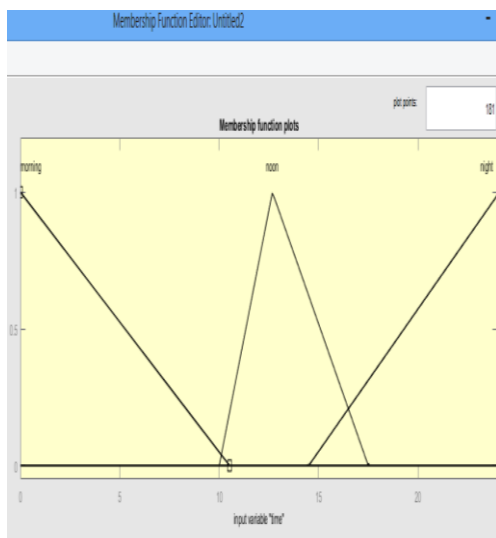 Membership Function Editor: Untitled2
plot points: 181
Membership function plots
morning noon night
1
0.5
0
0 5 10 15 20
input variable "time"